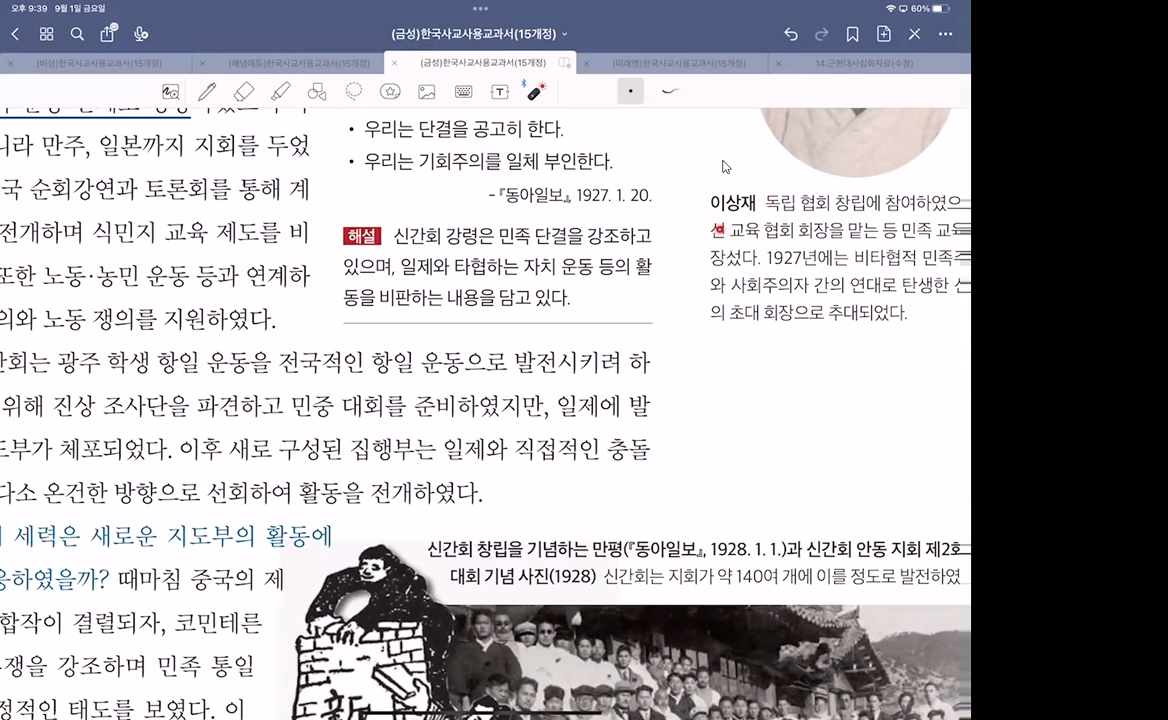 오후 9:39 9월 1일 금요일
60%
(금성)한국사교사용교과서(15개정)
(비상)한국사교사용교과서(15개정)
(해냄에듀)한국사교사용교과서(15개정)
(금성)한국사교사용교과서(15개정)
(미래엔)한국사교사용교과서(15개정)
14.근현대사심화자료(수정)
니라 만주, 일본까지 지회를 두었
국 순회강연과 토론회를 통해 계
전개하며 식민지 교육 제도를 비
또한 노동·농민 운동 등과 연계하
의와 노동 쟁의를 지원하였다.
• 우리는 단결을 공고히 한다.
• 우리는 기회주의를 일체 부인한다.
- 『동아일보』, 1927. 1. 20.
해설 신간회 강령은 민족 단결을 강조하고
있으며, 일제와 타협하는 자치 운동 등의 활
동을 비판하는 내용을 담고 있다.
이상재 독립 협회 창립에 참여하였으
선 교육 협회 회장을 맡는 등 민족 교육
장섰다. 1927년에는 비타협적 민족주
와 사회주의자 간의 연대로 탄생한 신
의 초대 회장으로 추대되었다.
간회는 광주 학생 항일 운동을 전국적인 항일 운동으로 발전시키려 하
위해 진상 조사단을 파견하고 민중 대회를 준비하였지만, 일제에 발
도부가 체포되었다. 이후 새로 구성된 집행부는 일제와 직접적인 충돌
다소 온건한 방향으로 선회하여 활동을 전개하였다.
세력은 새로운 지도부의 활동에
응하였을까? 때마침 중국의 제
합작이 결렬되자, 코민테른
쟁을 강조하며 민족 통일
정적인 태도를 보였다. 이
신간회 창립을 기념하는 만평(『동아일보』, 1928. 1. 1.)과 신간회 안동 지회 제2회
대회 기념 사진(1928) 신간회는 지회가 약 140여 개에 이를 정도로 발전하였
新